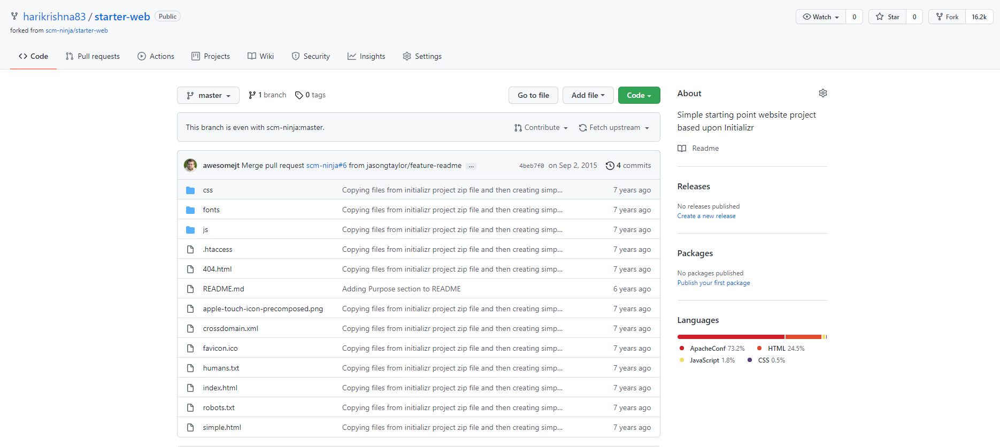 harikrishna83 / starter-web Public
Watch 0 Star 0 Fork 16.2k
forked from scm-ninja/starter-web
Code Pull requests Actions Projects Wiki Security Insights Settings
master 1 branch 0 tags Go to file Add file Code
This branch is even with scm-ninja:master. Contribute Fetch upstream
awesomejt Merge pull request scm-ninja#6 from jasongtaylor/feature-readme ... 4beb7f0 on Sep 2, 2015 4 commits
css Copying files from initializr project zip file and then creating simp... 7 years ago
fonts Copying files from initializr project zip file and then creating simp... 7 years ago
js Copying files from initializr project zip file and then creating simp... 7 years ago
.htaccess Copying files from initializr project zip file and then creating simp... 7 years ago
404.html Copying files from initializr project zip file and then creating simp... 7 years ago
README.md Adding Purpose section to README 6 years ago
apple-touch-icon-precomposed.png Copying files from initializr project zip file and then creating simp... 7 years ago
crossdomain.xml Copying files from initializr project zip file and then creating simp... 7 years ago
favicon.ico Copying files from initializr project zip file and then creating simp... 7 years ago
humans.txt Copying files from initializr project zip file and then creating simp... 7 years ago
index.html Copying files from initializr project zip file and then creating simp... 7 years ago
robots.txt Copying files from initializr project zip file and then creating simp... 7 years ago
simple.html Copying files from initializr project zip file and then creating simp... 7 years ago
About
Simple starting point website project
based upon Initializr
Readme
Releases
No releases published
Create a new release
Packages
No packages published
Publish your first package
Languages
ApacheConf 73.2% HTML 24.5%
JavaScript 1.8% CSS 0.5%